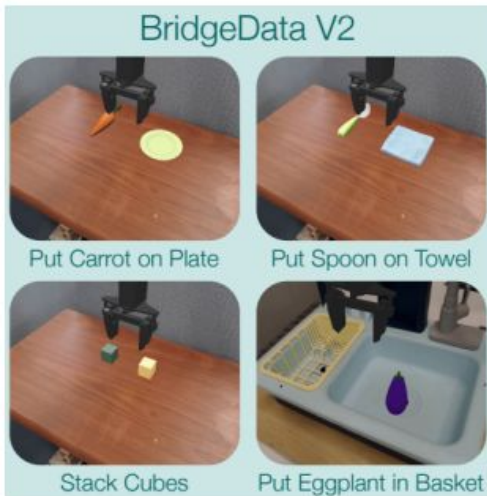 BridgeData V2
Put Carrot on Plate
Put Spoon on Towel
Stack Cubes
Put Eggplant in Basket